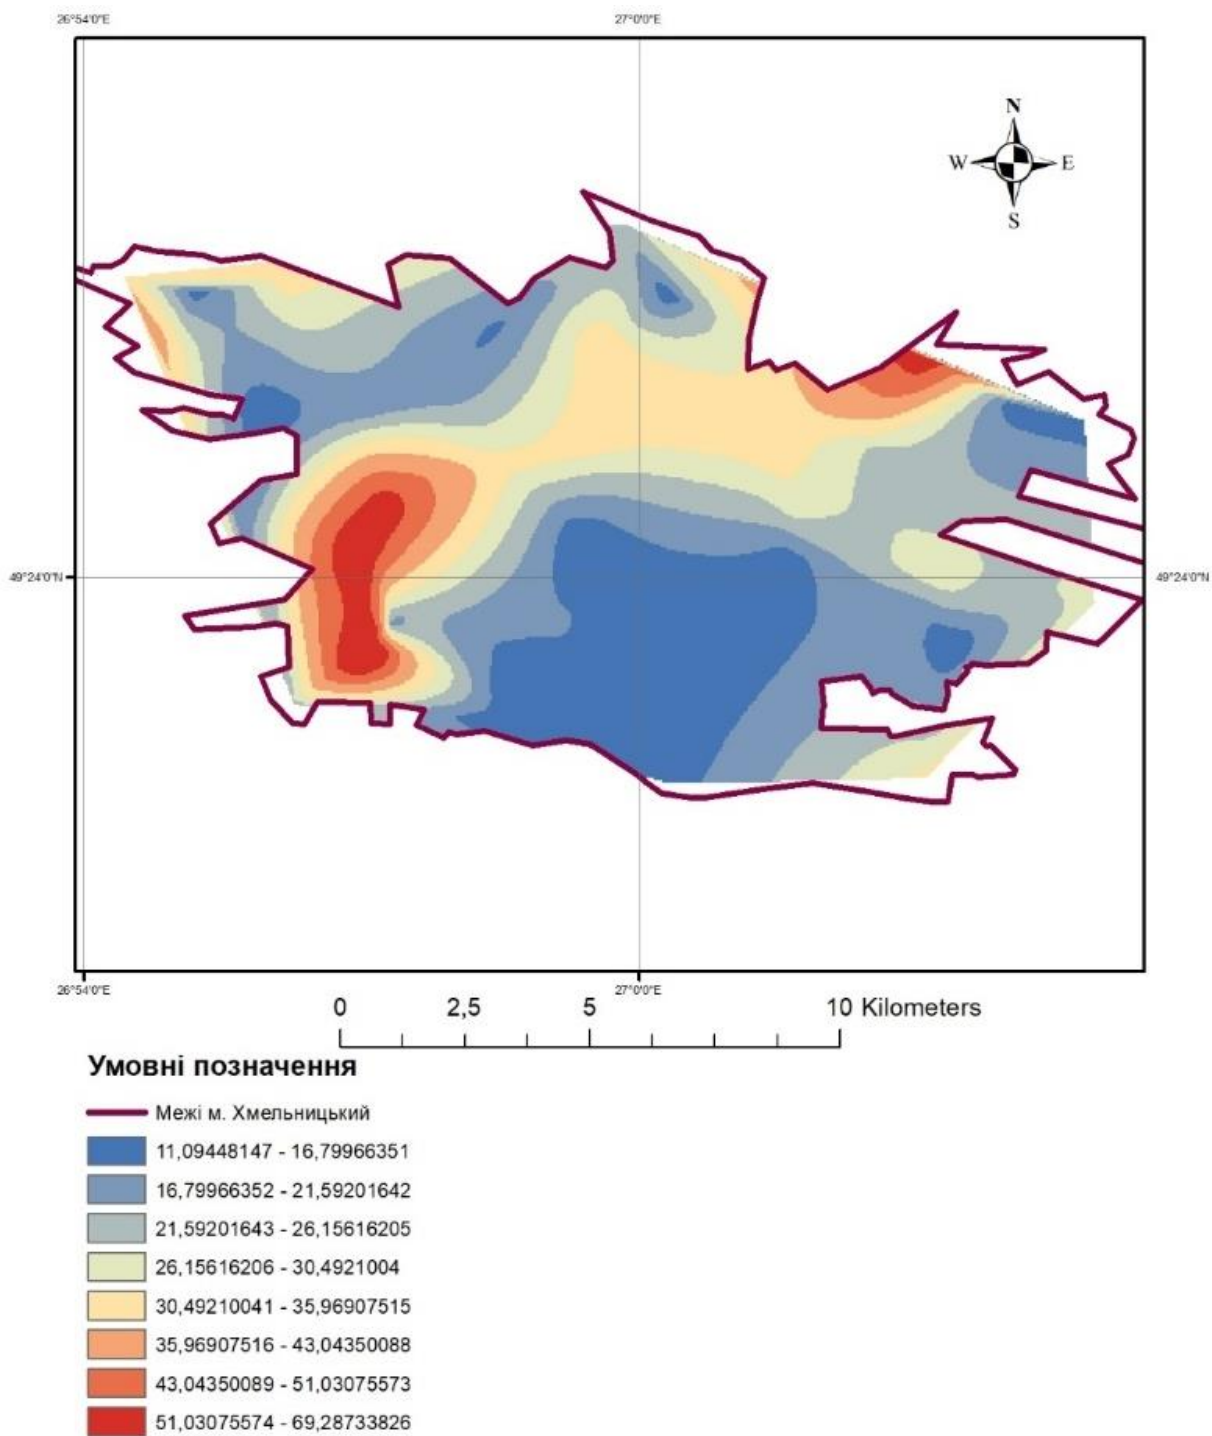 26°54'0"E 27°0'0"E
N
W E
S
49°24'0"N 49°24'0"N
26°54'0"E 27°0'0"E
0 2,5 5 10 Kilometers
Умовні позначення
Межі м. Хмельницький
11,09448147 - 16,79966351
16,79966352 - 21,59201642
21,59201643 - 26,15616205
26,15616206 - 30,4921004
30,49210041 - 35,96907515
35,96907516 - 43,04350088
43,04350089 - 51,03075573
51,03075574 - 69,28733826